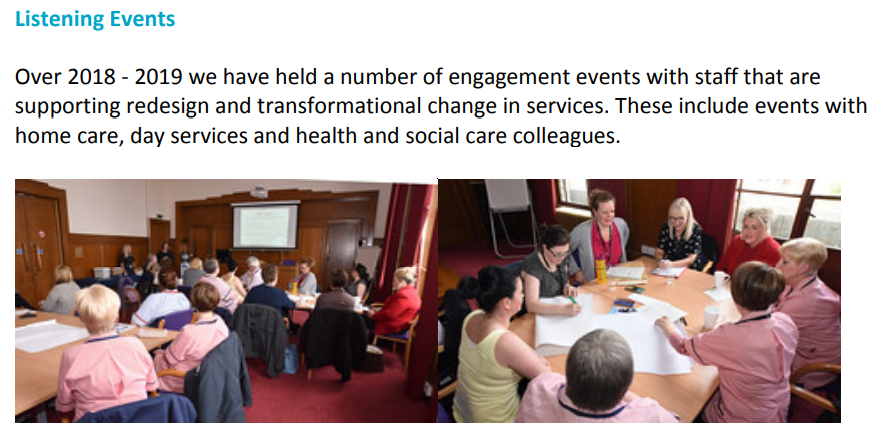 Listening Events
Over 2018 - 2019 we have held a number of engagement events with staff that are
supporting redesign and transformational change in services. These include events with
home care, day services and health and social care colleagues.